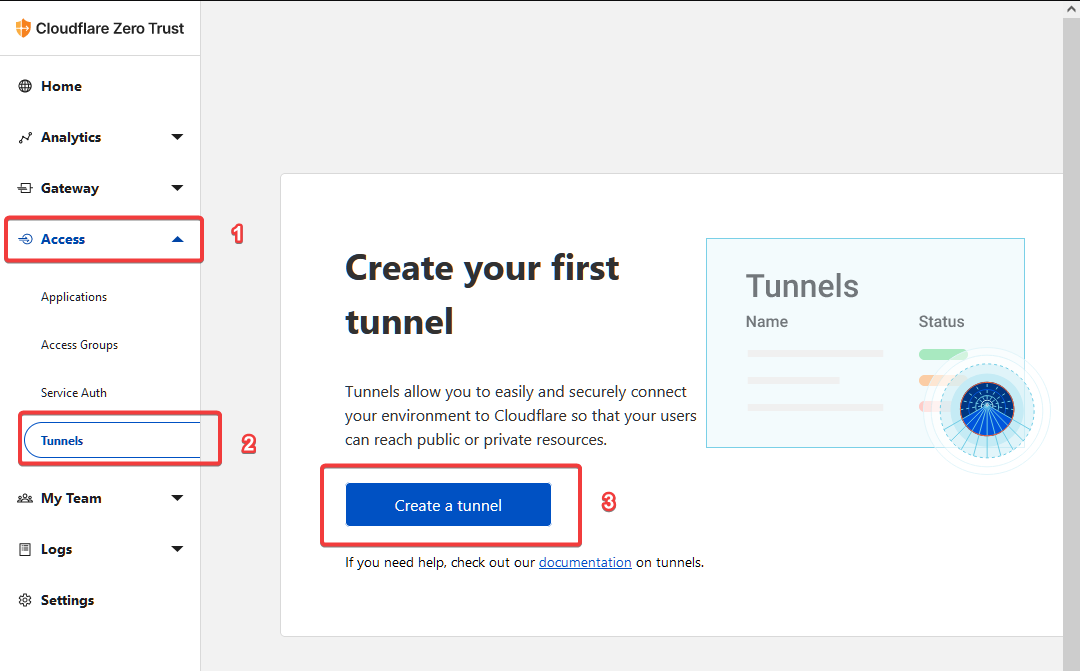 Cloudflare Zero Trust
Home
Analytics
Gateway
Access
1
Applications
Access Groups
Service Auth
Tunnels
2
My Team
Logs
Settings
Create your first
tunnel
Tunnels allow you to easily and securely connect
your environment to Cloudflare so that your users
can reach public or private resources.
Create a tunnel
3
If you need help, check out our documentation on tunnels.
Tunnels
Name Status